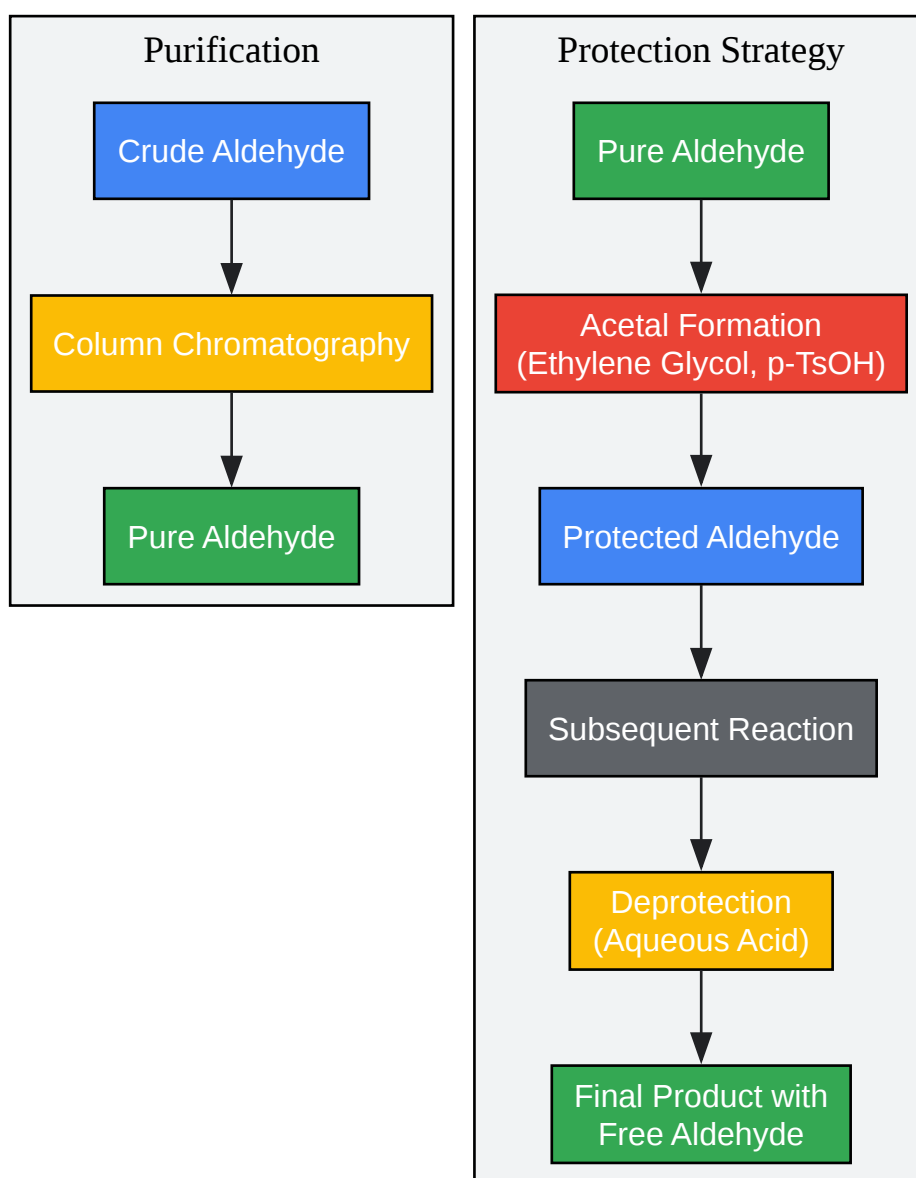 Purification
Crude Aldehyde
Column Chromatography
Pure Aldehyde
Protection Strategy
Pure Aldehyde
Acetal Formation
(Ethylene Glycol, p-TsOH)
Protected Aldehyde
Subsequent Reaction
Deprotection
(Aqueous Acid)
Final Product with
Free Aldehyde